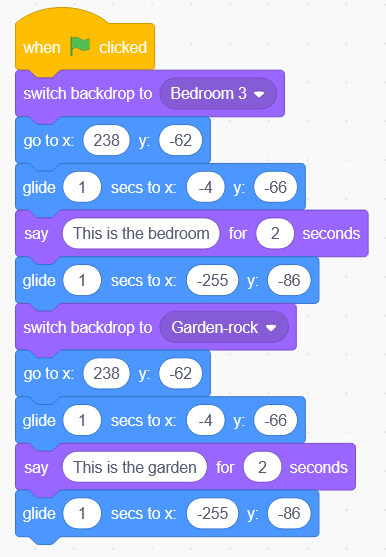 when clicked
switch backdrop to Bedroom 3
go to x: 238 y: -62
glide 1 secs to x: -4 y: -66
say This is the bedroom for 2 seconds
glide 1 secs to x: -255 y: -86
switch backdrop to Garden-rock
go to x: 238 y: -62
glide 1 secs to x: -4 y: -66
say This is the garden for 2 seconds
glide 1 secs to x: -255 y: -86